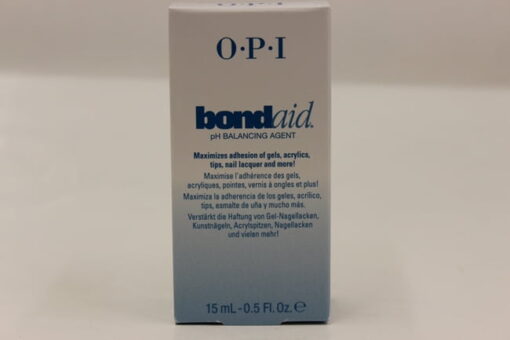 O·P·I
bondaid.
pH BALANCING AGENT
Maximizes adhesion of gels, acrylics,
tips, nail lacquer and more!
Maximise l'adhérence des gels,
acryliques, pointes, vernis à ongles et plus!
Maximiza la adherencia de los geles, acrílico,
tips, esmalte de uña y mucho más.
Verstärkt die Haftung von Gel-Nagellacken,
Kunstnägeln, Acrylspitzen, Nagellacken
und vielen mehr!
15 mL - 0.5 Fl. Oz. ℮